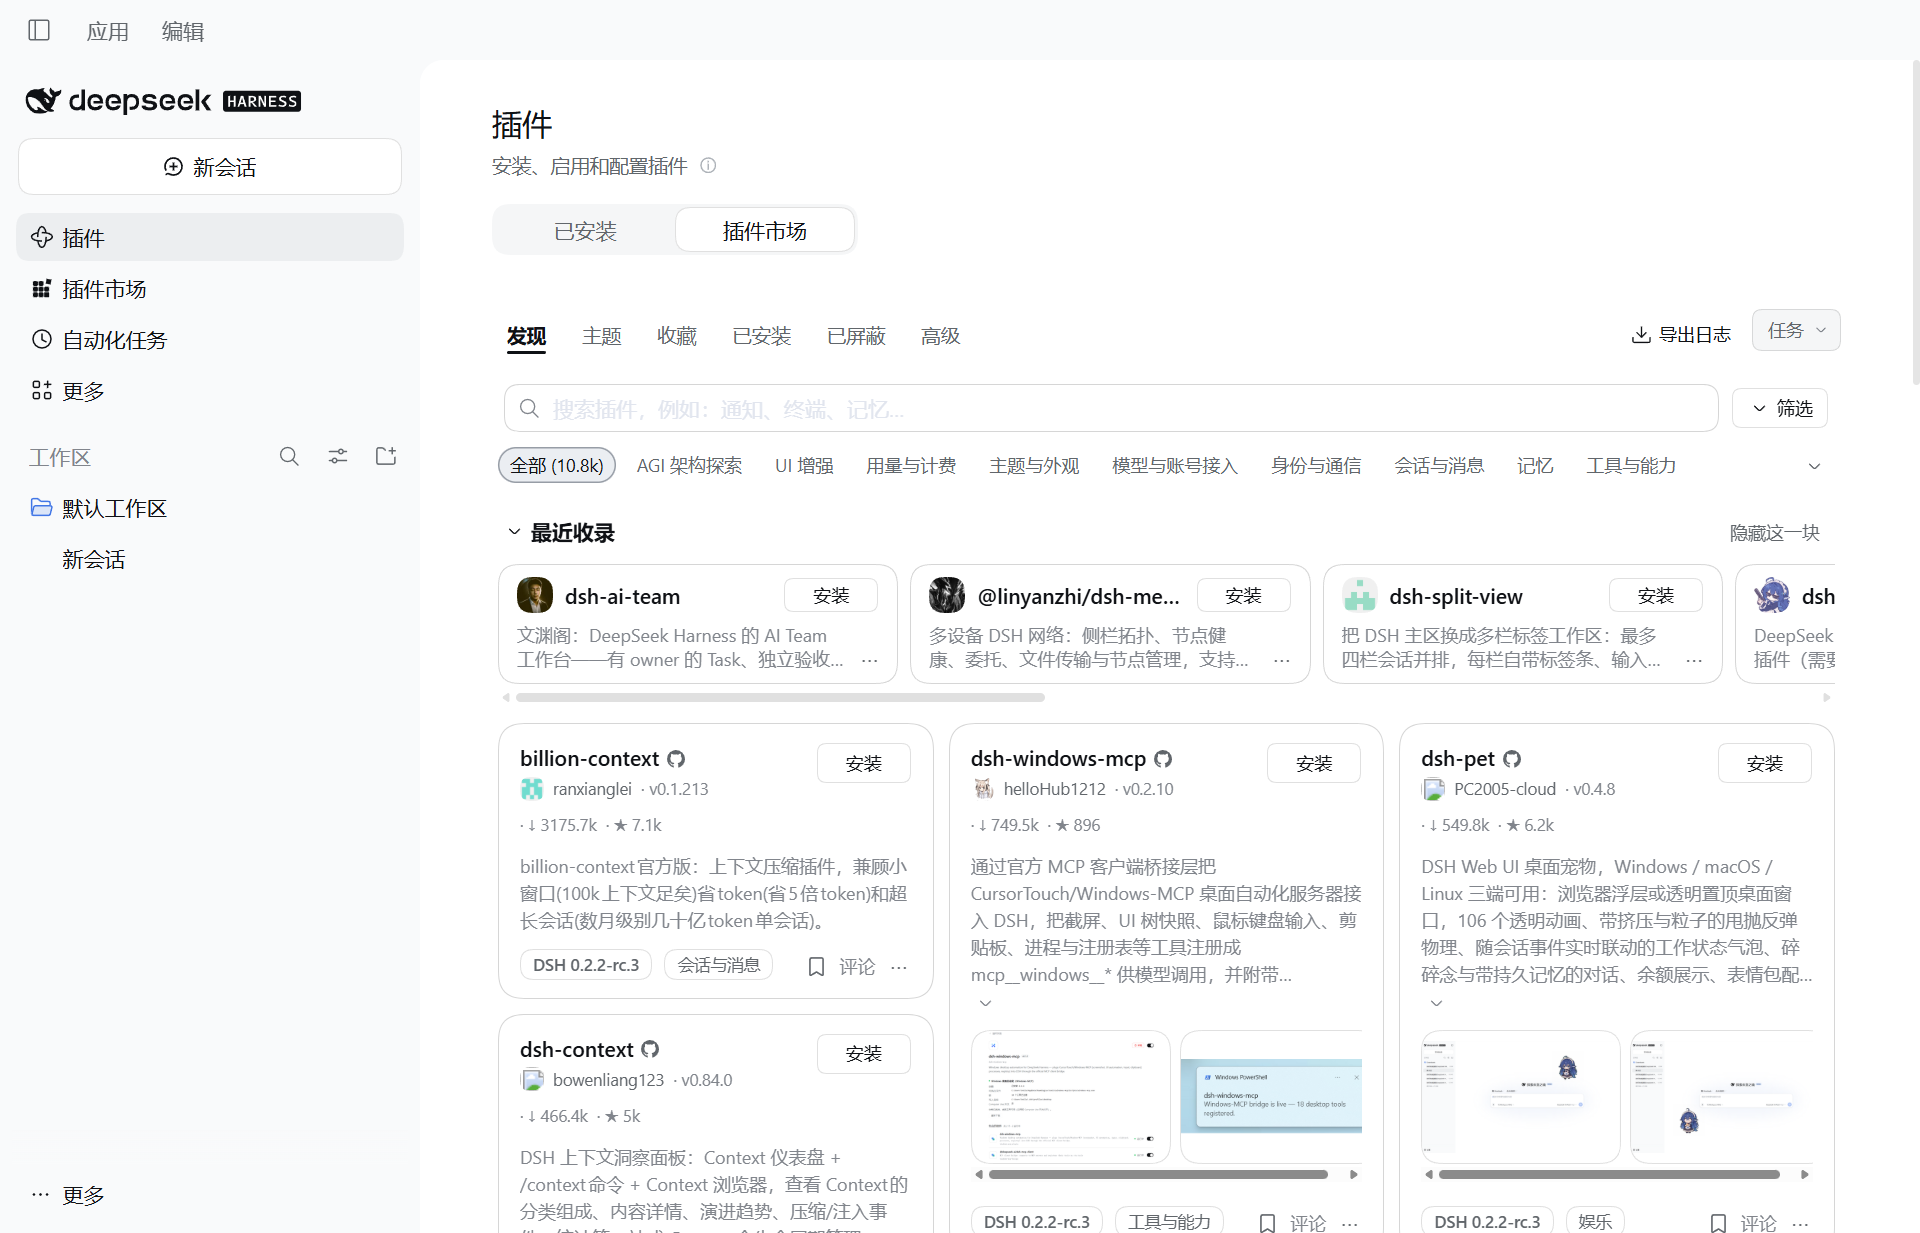 应用
编辑
deepseek HARNESS
新会话
插件
插件市场
自动化任务
更多
工作区
默认工作区
新会话
更多
插件
安装、启用和配置插件
已安装
插件市场
发现
主题
收藏
已安装
已屏蔽
高级
导出日志
任务
搜索插件，例如：通知、终端、记忆...
筛选
全部 (10.8k)
AGI 架构探索
UI 增强
用量与计费
主题与外观
模型与账号接入
身份与通信
会话与消息
记忆
工具与能力
最近收录
隐藏这一块
dsh-ai-team
安装
文渊阁：DeepSeek Harness 的 AI Team
工作台——有 owner 的 Task、独立验收...
@linyanzhi/dsh-me...
安装
多设备 DSH 网络：侧栏拓扑、节点健
康、委托、文件传输与节点管理，支持...
dsh-split-view
安装
把 DSH 主区换成多栏标签工作区：最多
四栏会话并排，每栏自带标签条、输入...
dsh
DeepSeek
插件（需要
billion-context
安装
ranxianglei · v0.1.213
· ↓ 3175.7k · ★ 7.1k
billion-context官方版：上下文压缩插件，兼顾小
窗口(100k上下文足矣)省token(省5倍token)和超
长会话(数月级别几十亿token单会话)。
DSH 0.2.2-rc.3
会话与消息
评论
dsh-context
安装
bowenliang123 · v0.84.0
· ↓ 466.4k · ★ 5k
DSH 上下文洞察面板：Context 仪表盘 +
/context命令 + Context 浏览器，查看 Context的
分类组成、内容详情、演进趋势、压缩/注入事
dsh-windows-mcp
安装
helloHub1212 · v0.2.10
· ↓ 749.5k · ★ 896
通过官方 MCP 客户端桥接层把
CursorTouch/Windows-MCP 桌面自动化服务器接
入 DSH，把截屏、UI 树快照、鼠标键盘输入、剪
贴板、进程与注册表等工具注册成
mcp__windows__* 供模型调用，并附带...
dsh-windows-mcp
Windows PowerShell
dsh-windows-mcp
Windows-MCP bridge is live — 18 desktop tools
registered.
DSH 0.2.2-rc.3
工具与能力
评论
dsh-pet
安装
PC2005-cloud · v0.4.8
· ↓ 549.8k · ★ 6.2k
DSH Web UI 桌面宠物，Windows / macOS /
Linux 三端可用：浏览器浮层或透明置顶桌面窗
口，106 个透明动画、带挤压与粒子的甩抛反弹
物理、随会话事件实时联动的工作状态气泡、碎
碎念与带持久记忆的对话、余额展示、表情包配...
DSH 0.2.2-rc.3
娱乐
评论